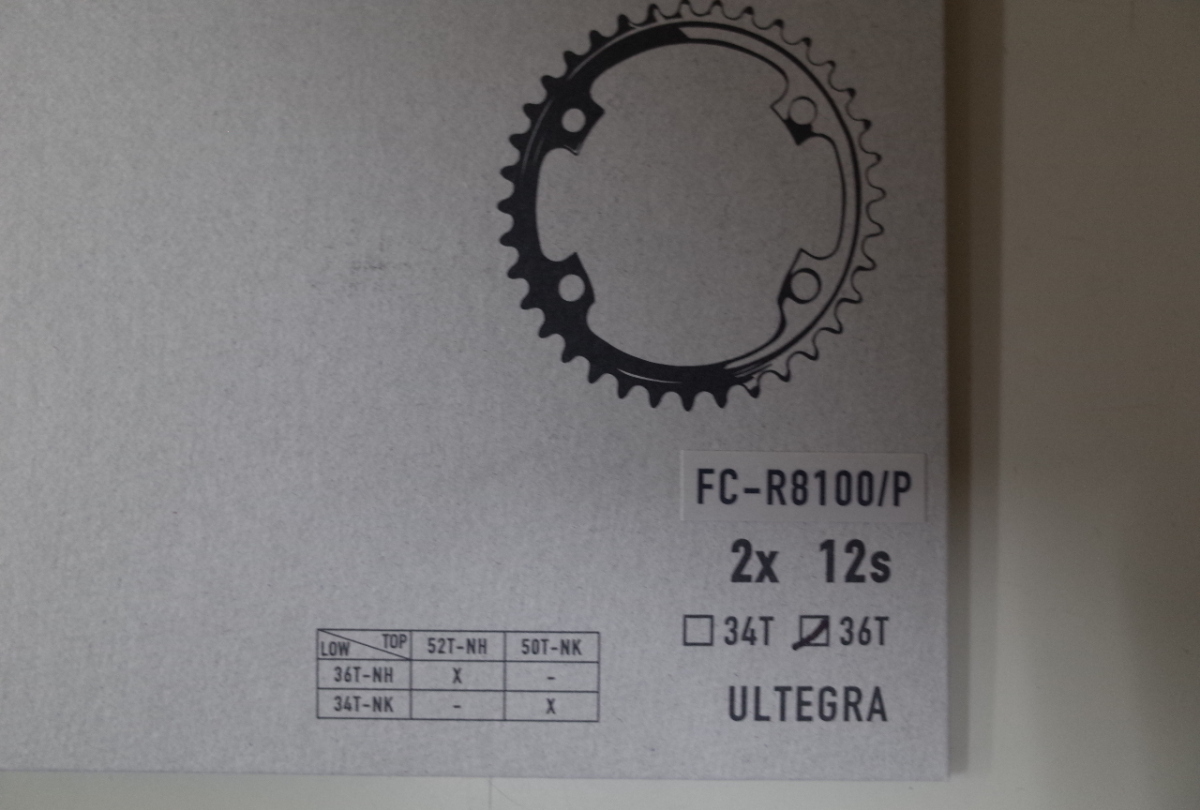 FC-R8100/P
2x 12s
34T 36T
ULTEGRA
LOW TOP 52T-NH 50T-NK
36T-NH X -
34T-NK - X